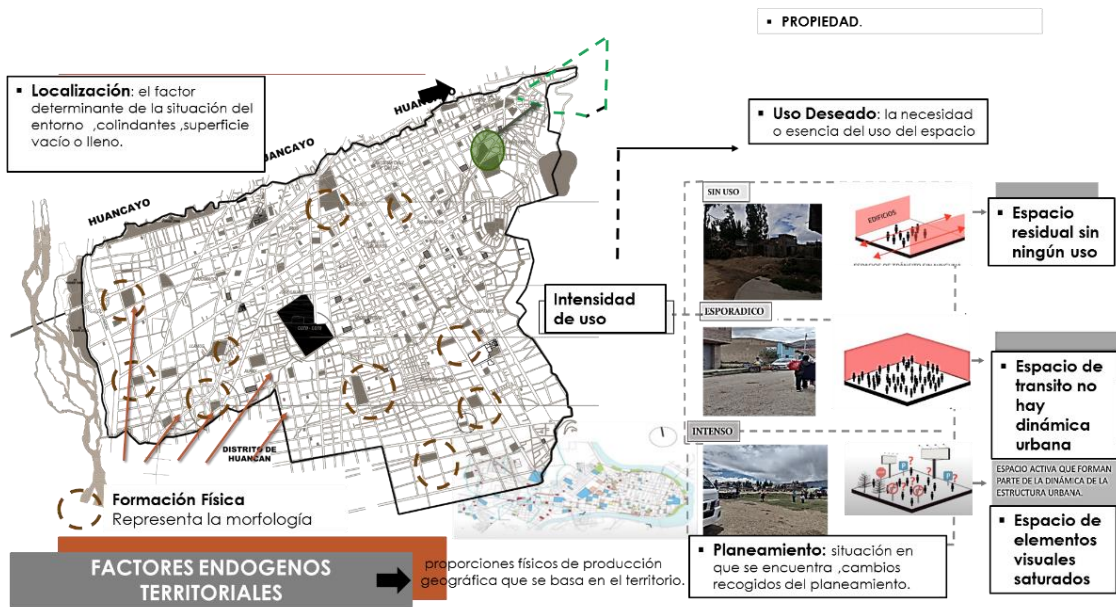 ▪ PROPIEDAD.
▪ Localización: el factor
determinante de la situación del
entorno ,colindantes ,superficie
vacío o lleno.
HUANCAYO
HUANCAYO
HUANCAYO
▪ Uso Deseado: la necesidad
o esencia del uso del espacio
SIN USO
EDIFICIOS
▪ Espacio
residual sin
ningún uso
Intensidad
de uso
ESPORADICO
▪ Espacio de
transito no
hay
dinámica
urbana
INTENSO
ESPACIO ACTIVA QUE FORMAN
PARTE DE LA DINÁMICA DE LA
ESTRUCTURA URBANA.
▪ Espacio de
elementos
visuales
saturados
DISTRITO DE
HUANCAN
Formación Física
Representa la morfología
▪ Planeamiento: situación en
que se encuentra ,cambios
recogidos del planeamiento.
FACTORES ENDOGENOS
TERRITORIALES
proporciones físicos de producción
geográfica que se basa en el territorio.